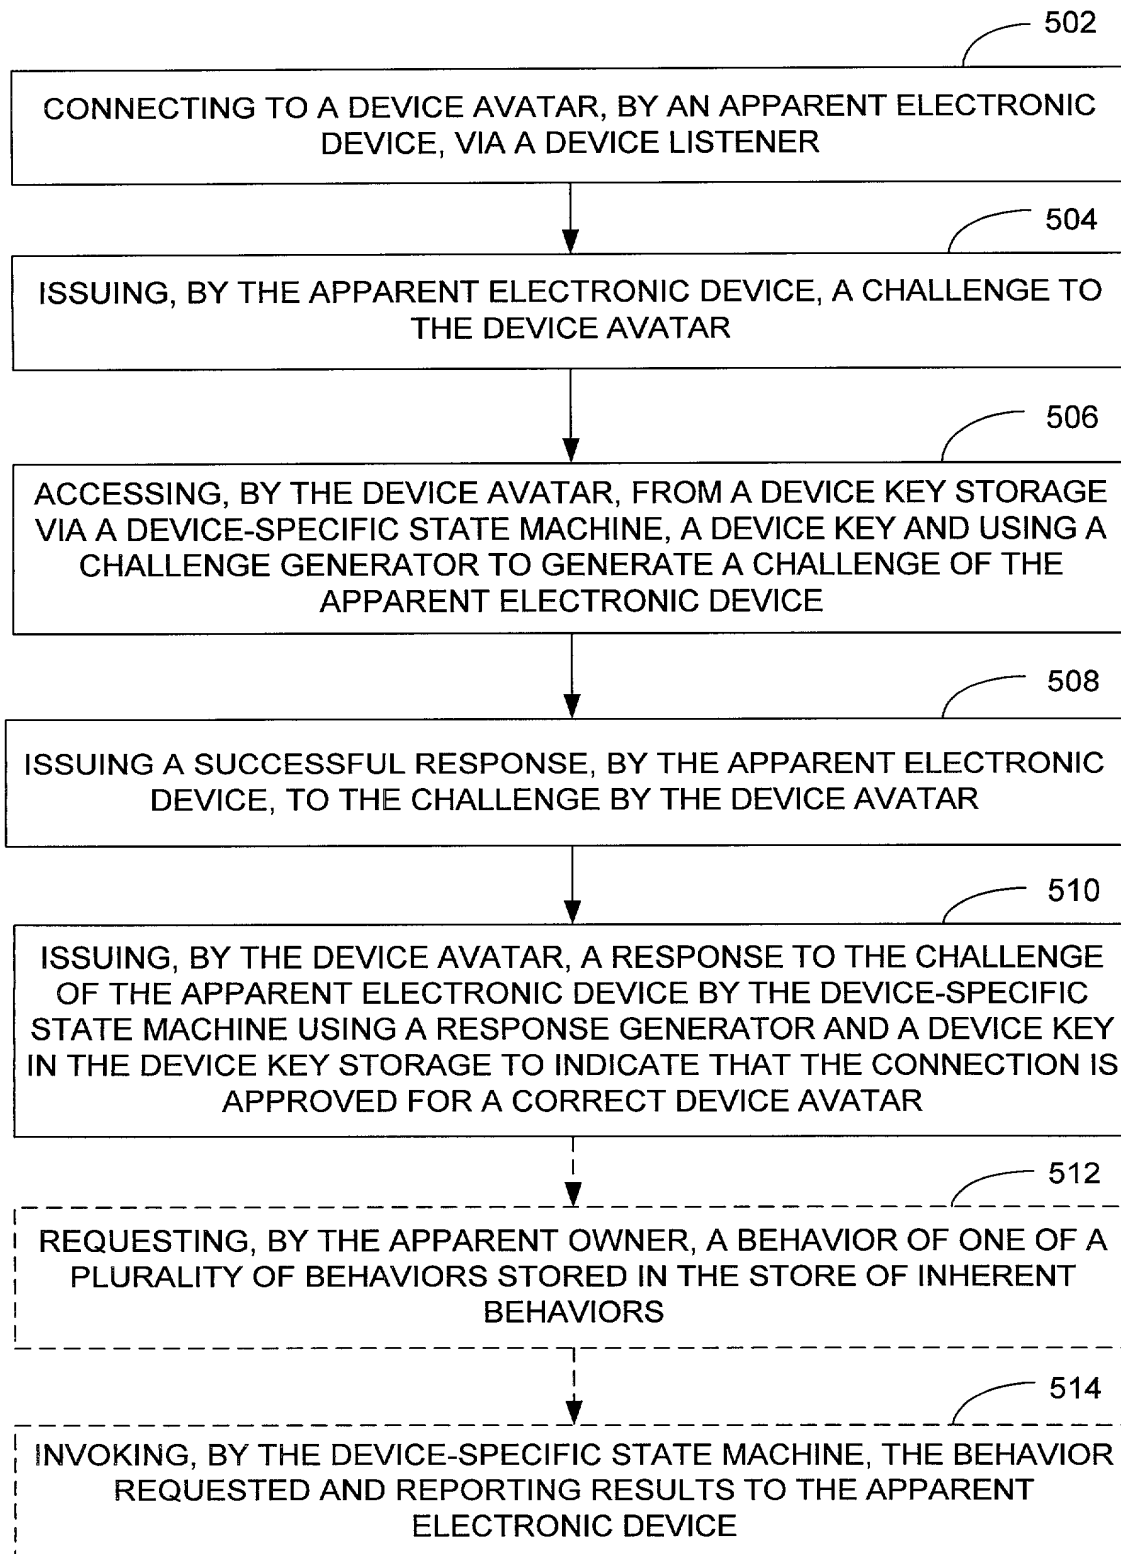 502
CONNECTING TO A DEVICE AVATAR, BY AN APPARENT ELECTRONIC
DEVICE, VIA A DEVICE LISTENER
504
ISSUING, BY THE APPARENT ELECTRONIC DEVICE, A CHALLENGE TO
THE DEVICE AVATAR
506
ACCESSING, BY THE DEVICE AVATAR, FROM A DEVICE KEY STORAGE
VIA A DEVICE-SPECIFIC STATE MACHINE, A DEVICE KEY AND USING A
CHALLENGE GENERATOR TO GENERATE A CHALLENGE OF THE
APPARENT ELECTRONIC DEVICE
508
ISSUING A SUCCESSFUL RESPONSE, BY THE APPARENT ELECTRONIC
DEVICE, TO THE CHALLENGE BY THE DEVICE AVATAR
510
ISSUING, BY THE DEVICE AVATAR, A RESPONSE TO THE CHALLENGE
OF THE APPARENT ELECTRONIC DEVICE BY THE DEVICE-SPECIFIC
STATE MACHINE USING A RESPONSE GENERATOR AND A DEVICE KEY
IN THE DEVICE KEY STORAGE TO INDICATE THAT THE CONNECTION IS
APPROVED FOR A CORRECT DEVICE AVATAR
512
REQUESTING, BY THE APPARENT OWNER, A BEHAVIOR OF ONE OF A
PLURALITY OF BEHAVIORS STORED IN THE STORE OF INHERENT
BEHAVIORS
514
INVOKING, BY THE DEVICE-SPECIFIC STATE MACHINE, THE BEHAVIOR
REQUESTED AND REPORTING RESULTS TO THE APPARENT
ELECTRONIC DEVICE